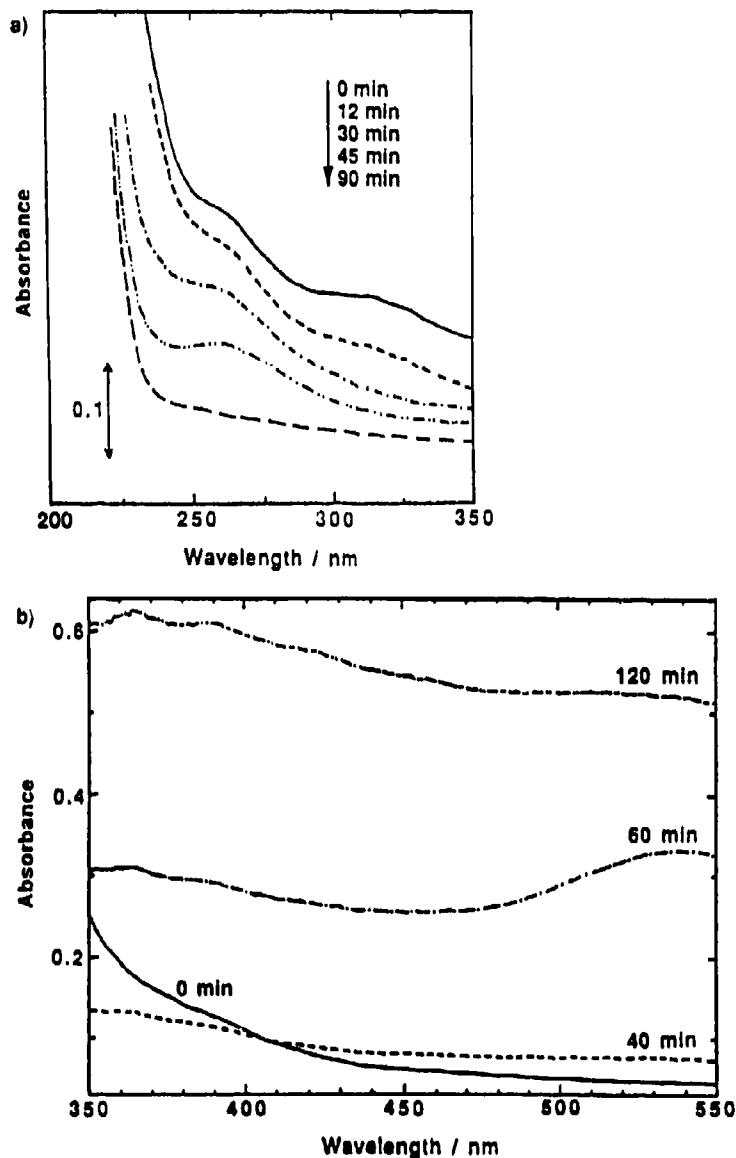 a)
0 min
12 min
30 min
45 min
90 min
Absorbance
0.1
200 250 300 350
Wavelength / nm
b)
0.6
120 min
0.4
60 min
Absorbance
0.2
0 min
40 min
350 400 450 500 550
Wavelength / nm